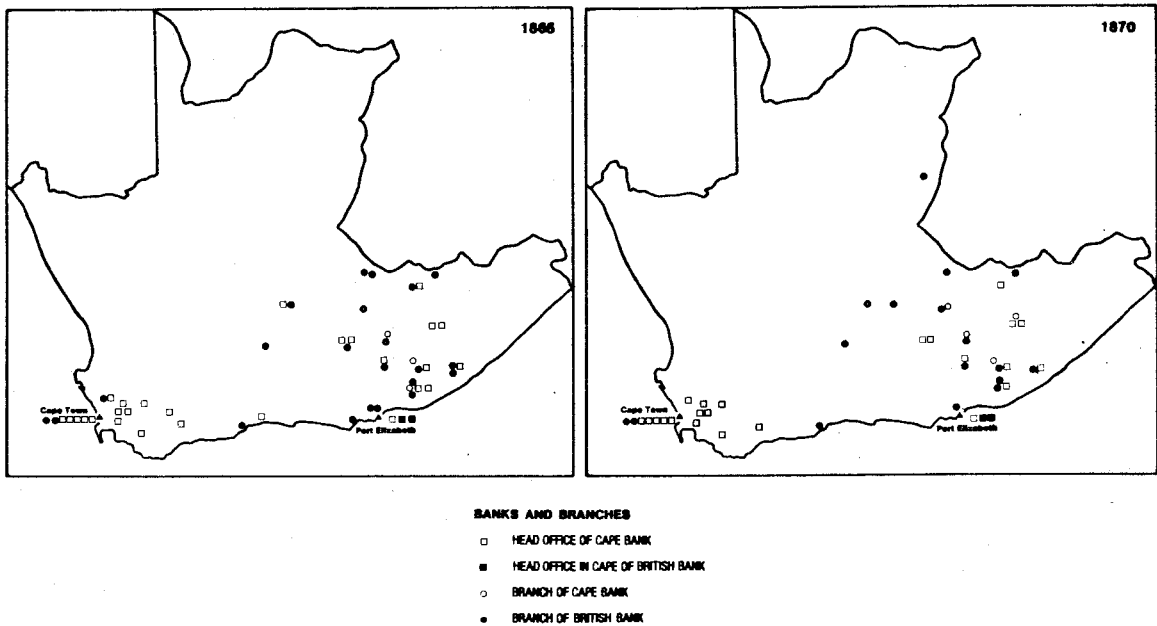 1865
1870
Cape Town
Port Elizabeth
Cape Town
Port Elizabeth
BANKS AND BRANCHES
HEAD OFFICE OF CAPE BANK
HEAD OFFICE IN CAPE OF BRITISH BANK
BRANCH OF CAPE BANK
BRANCH OF BRITISH BANK